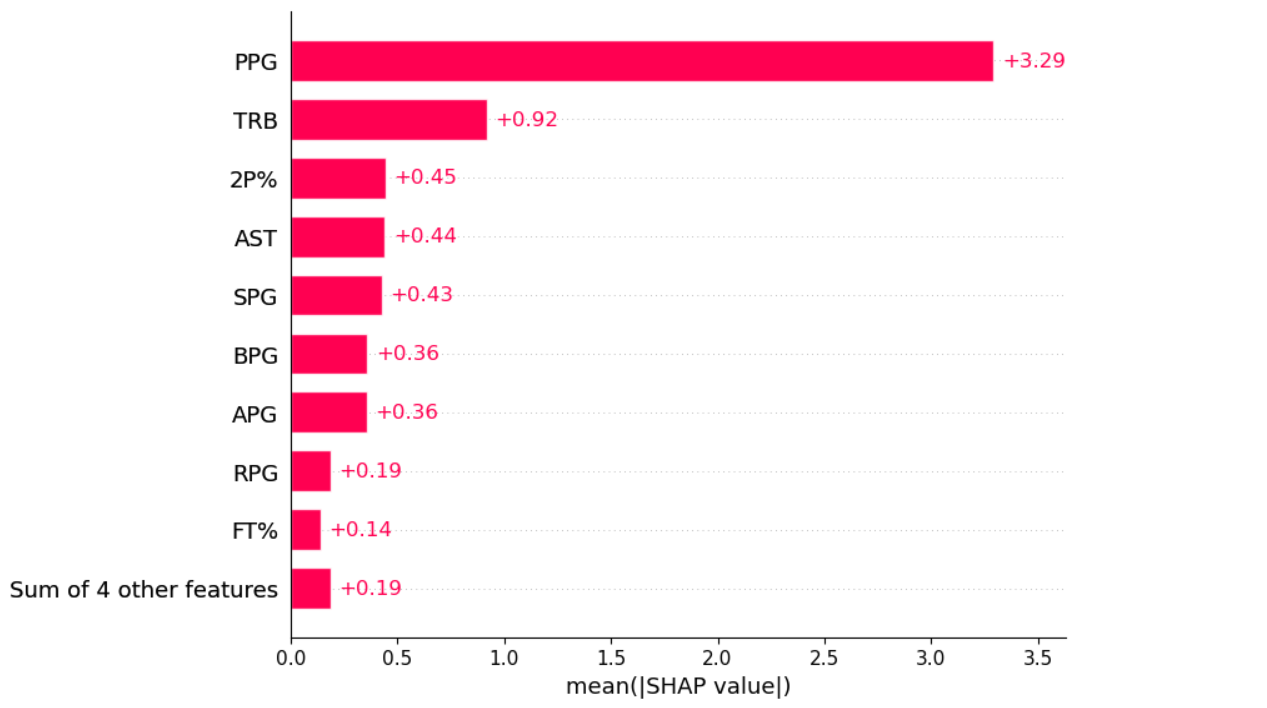 PPG +3.29
TRB +0.92
2P% +0.45
AST +0.44
SPG +0.43
BPG +0.36
APG +0.36
RPG +0.19
FT% +0.14
Sum of 4 other features +0.19
0.0 0.5 1.0 1.5 2.0 2.5 3.0 3.5
mean(|SHAP value|)